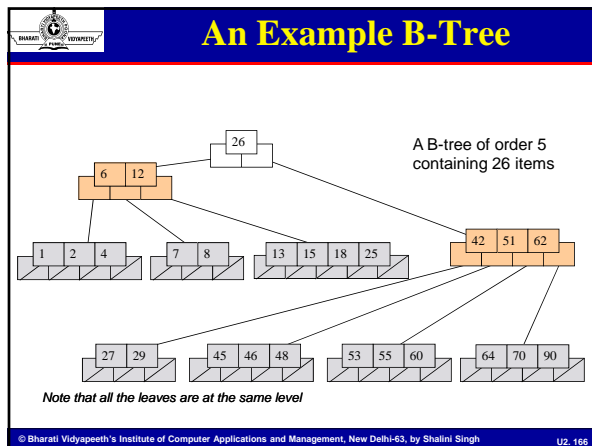 BHARATI VIDYAPEETH
PUNE
An Example B-Tree
A B-tree of order 5
containing 26 items
26
6 12
42 51 62
1 2 4 7 8 13 15 18 25
27 29 45 46 48 53 55 60 64 70 90
Note that all the leaves are at the same level
© Bharati Vidyapeeth's Institute of Computer Applications and Management, New Delhi-63, by Shalini Singh U2. 166